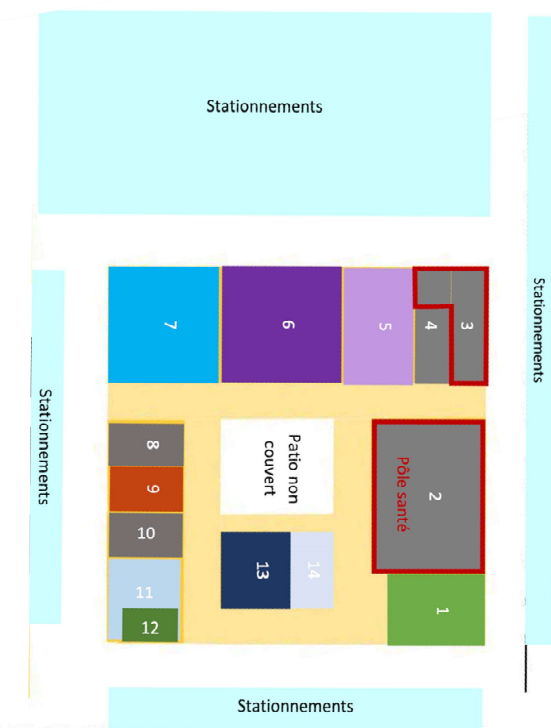 Stationnements
7
6
5
4
3
Stationnements
Stationnements
8
9
10
11
12
Patio non
couvert
13
14
Pôle santé
2
1
Stationnements